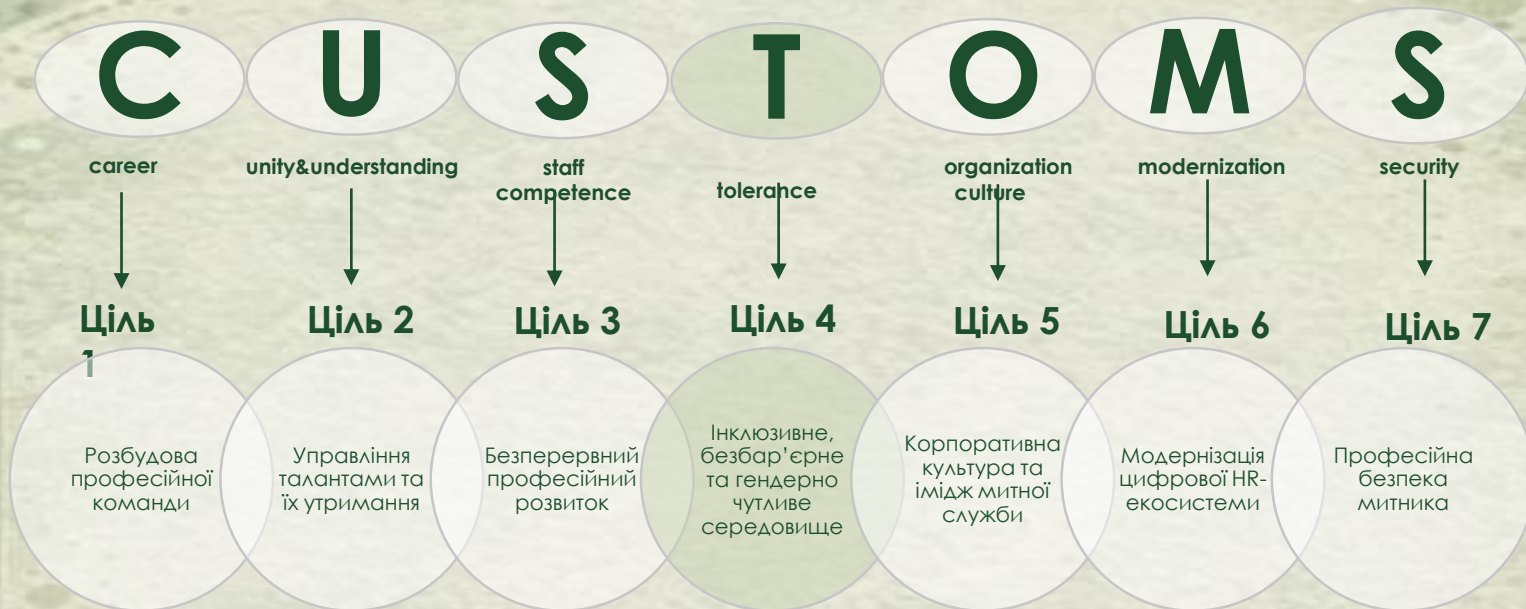 C U S T O M S
career
unity&understanding
staff
competence
tolerance
organization
culture
modernization
security
Ціль
1
Ціль 2
Ціль 3
Ціль 4
Ціль 5
Ціль 6
Ціль 7
Розбудова
професійної
команди
Управління
талантами та
їх утримання
Безперервний
професійний
розвиток
Інклюзивне,
безбар’єрне
та гендерно
чутливе
середовище
Корпоративна
культура та
імідж митної
служби
Модернізація
цифрової HR-
екосистеми
Професійна
безпека
митника